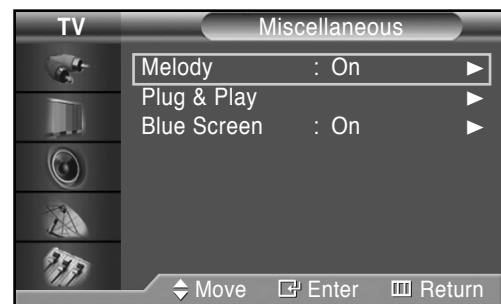 TV Miscellaneous
Melody : On
Plug & Play
Blue Screen : On
Move Enter Return